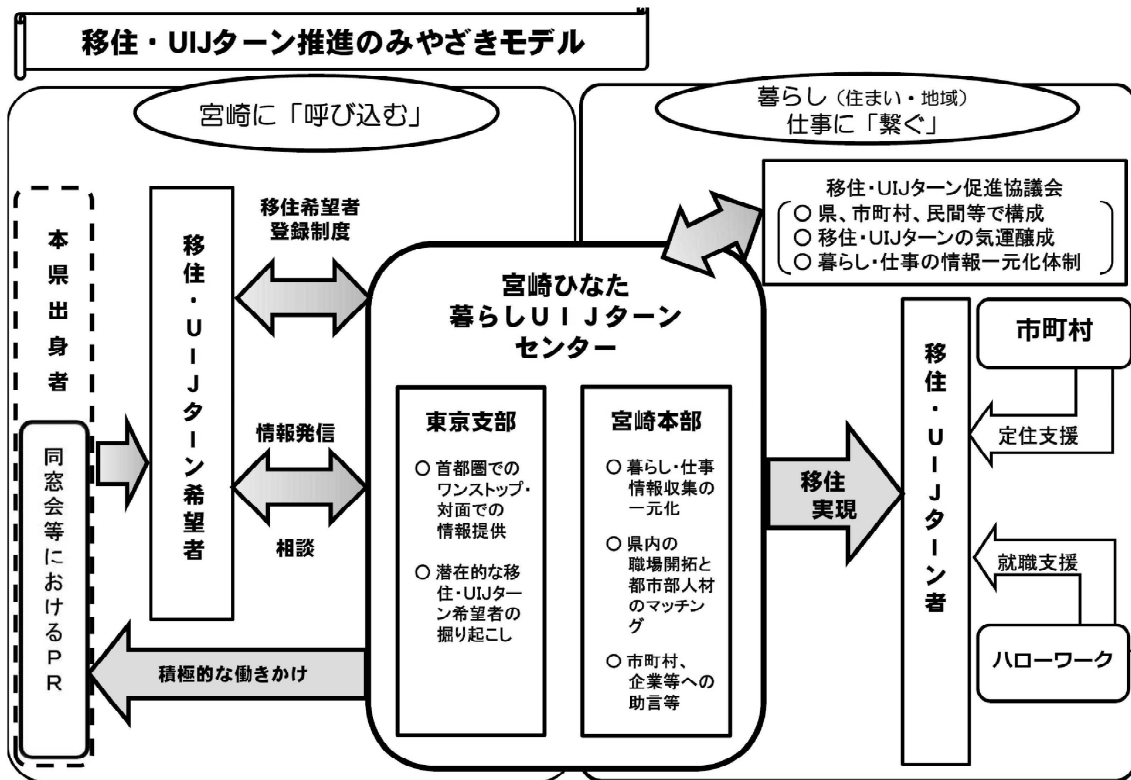 移住・UIJターン推進のみやざきモデル
宮崎に「呼び込む」
暮らし（住まい・地域）
仕事に「繋ぐ」
本県出身者
同窓会等におけるPR
移住・UIJターン希望者
移住希望者
登録制度
情報発信
相談
積極的な働きかけ
宮崎ひなた
暮らしUIJターン
センター
東京支部
○ 首都圏での
ワンストップ・
対面での
情報提供
○ 潜在的な移
住・UIJター
ン希望者の
掘り起こし
宮崎本部
○ 暮らし・仕事
情報収集の
一元化
○ 県内の
職場開拓と
都市部人材
のマッチン
グ
○ 市町村、
企業等への
助言等
移住・UIJターン促進協議会
○ 県、市町村、民間等で構成
○ 移住・UIJターンの気運醸成
○ 暮らし・仕事の情報一元化体制
移住
実現
移住・UIJターン者
市町村
定住支援
就職支援
ハローワーク